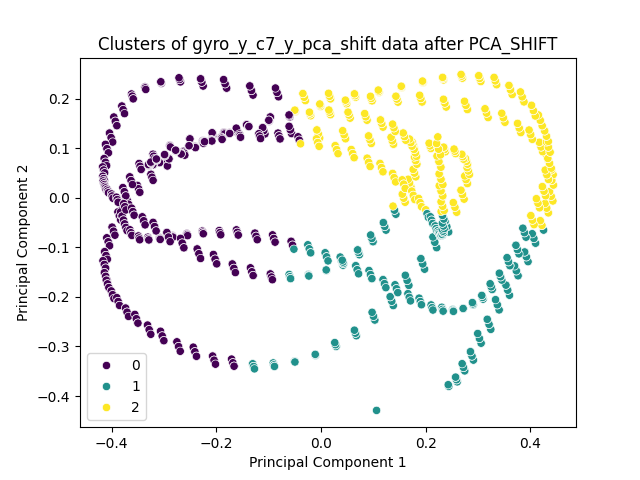 Clusters of gyro_y_c7_y_pca_shift data after PCA_SHIFT
Principal Component 2
0.2
0.1
0.0
−0.1
−0.2
−0.3
−0.4
0
1
2
−0.4 −0.2 0.0 0.2 0.4
Principal Component 1